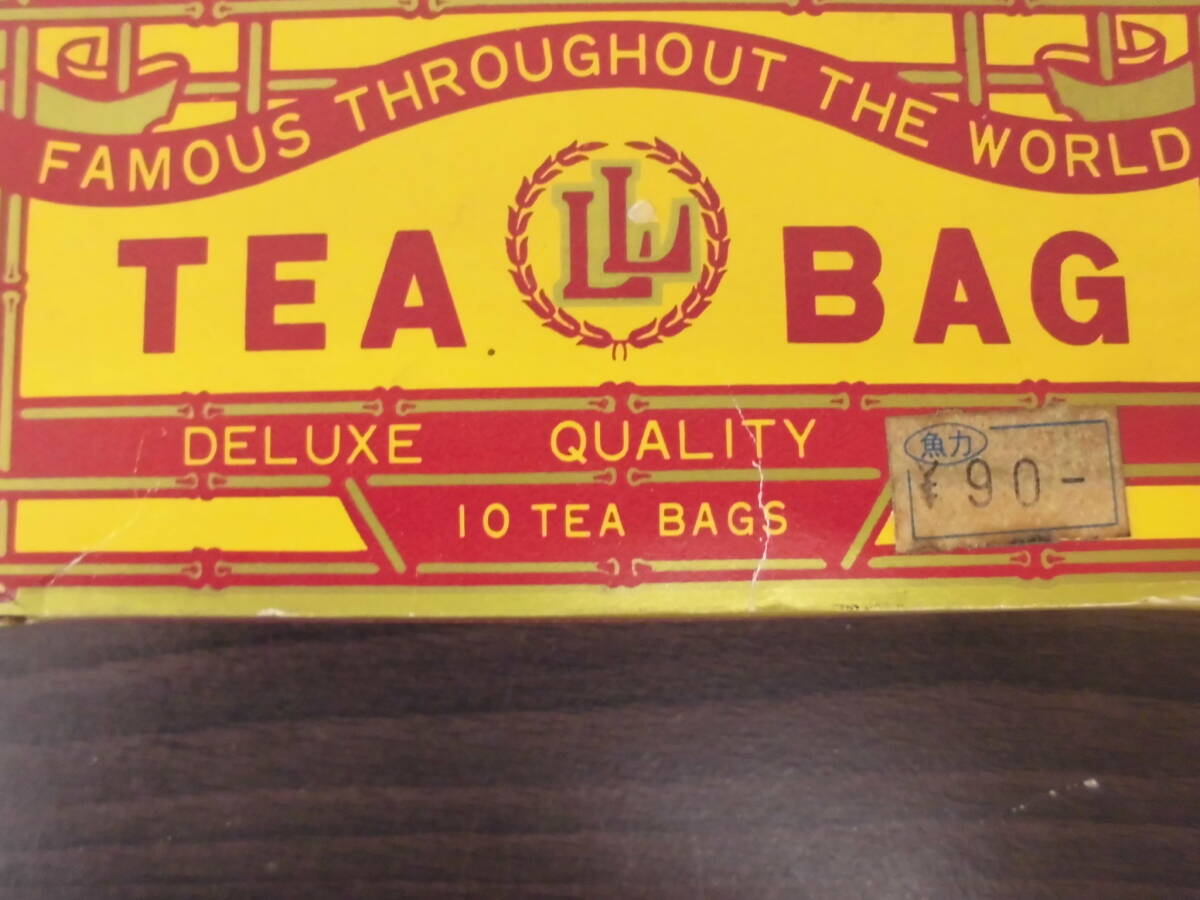 FAMOUS THROUGHOUT THE WORLD
TEA LL BAG
DELUXE QUALITY
魚力
¥90-
10 TEA BAGS